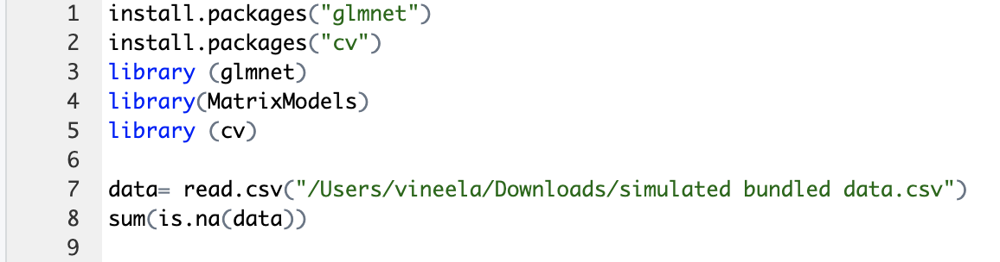 1 install.packages("glmnet")
2 install.packages("cv")
3 library (glmnet)
4 library(MatrixModels)
5 library (cv)
6
7 data= read.csv("/Users/vineela/Downloads/simulated bundled data.csv")
8 sum(is.na(data))
9